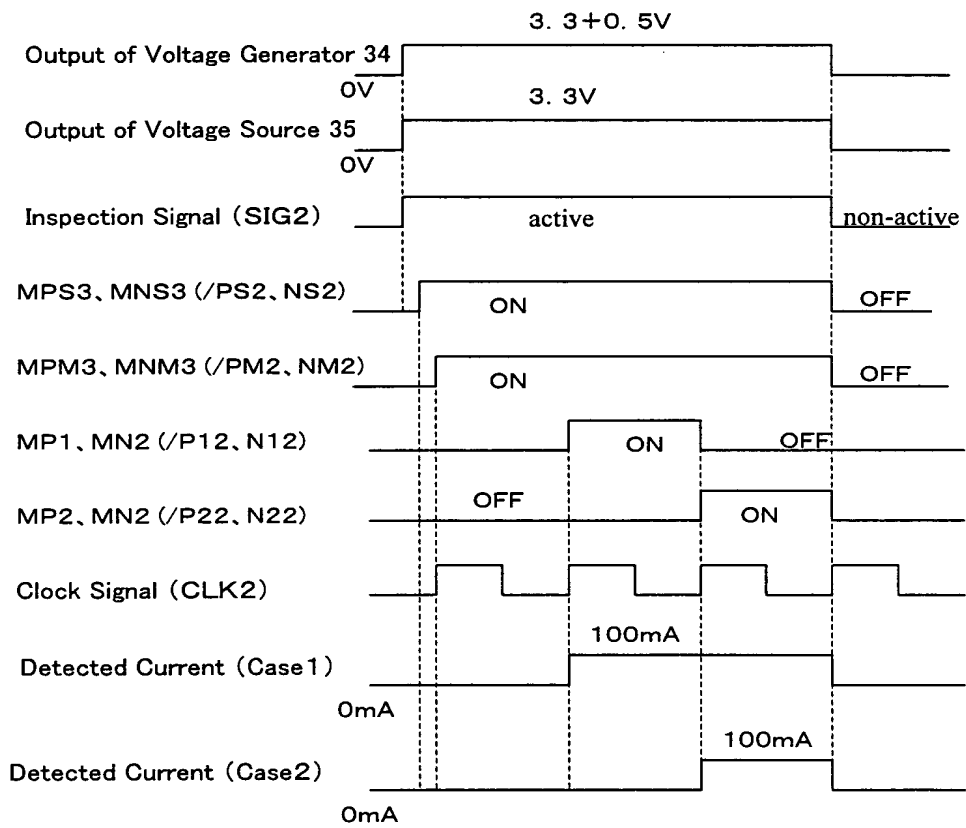 3. 3+0. 5V
Output of Voltage Generator 34
0V
3. 3V
Output of Voltage Source 35
0V
Inspection Signal (SIG2)
active
non-active
MPS3、MNS3 (/PS2、NS2)
ON
OFF
MPM3、MNM3 (/PM2、NM2)
ON
OFF
MP1、MN2 (/P12、N12)
ON
OFF
MP2、MN2 (/P22、N22)
OFF
ON
Clock Signal (CLK2)
100mA
Detected Current (Case1)
0mA
100mA
Detected Current (Case2)
0mA